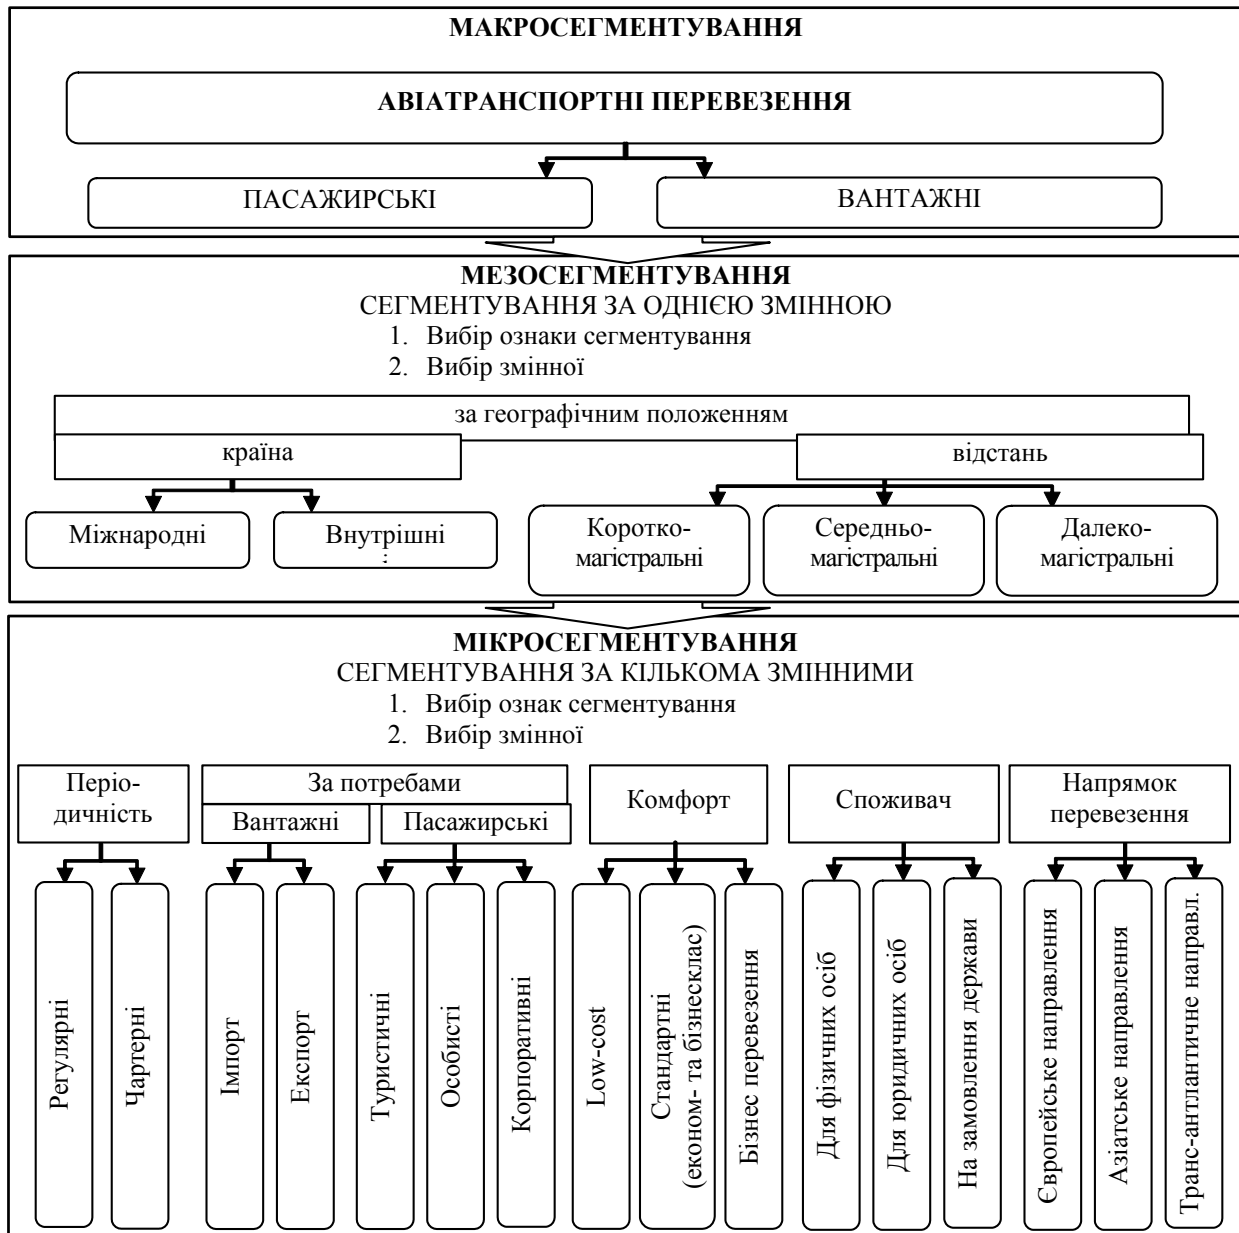 МАКРОСЕГМЕНТУВАННЯ
АВІАТРАНСПОРТНІ ПЕРЕВЕЗЕННЯ
ПАСАЖИРСЬКІ
ВАНТАЖНІ
МЕЗОСЕГМЕНТУВАННЯ
СЕГМЕНТУВАННЯ ЗА ОДНІЄЮ ЗМІННОЮ
1. Вибір ознаки сегментування
2. Вибір змінної
за географічним положенням
країна
відстань
Міжнародні
Внутрішні
Коротко-
магістральні
Середньо-
магістральні
Далеко-
магістральні
МІКРОСЕГМЕНТУВАННЯ
СЕГМЕНТУВАННЯ ЗА КІЛЬКОМА ЗМІННИМИ
1. Вибір ознак сегментування
2. Вибір змінної
Періо-
дичність
За потребами
Вантажні
Пасажирські
Комфорт
Споживач
Напрямок
перевезення
Регулярні
Чартерні
Імпорт
Експорт
Туристичні
Особисті
Корпоративні
Low-cost
Стандартні
(економ- та бізнесклас)
Бізнес перевезення
Для фізичних осіб
Для юридичних осіб
На замовлення держави
Європейське направлення
Азіатське направлення
Транс-антлантичне направл.